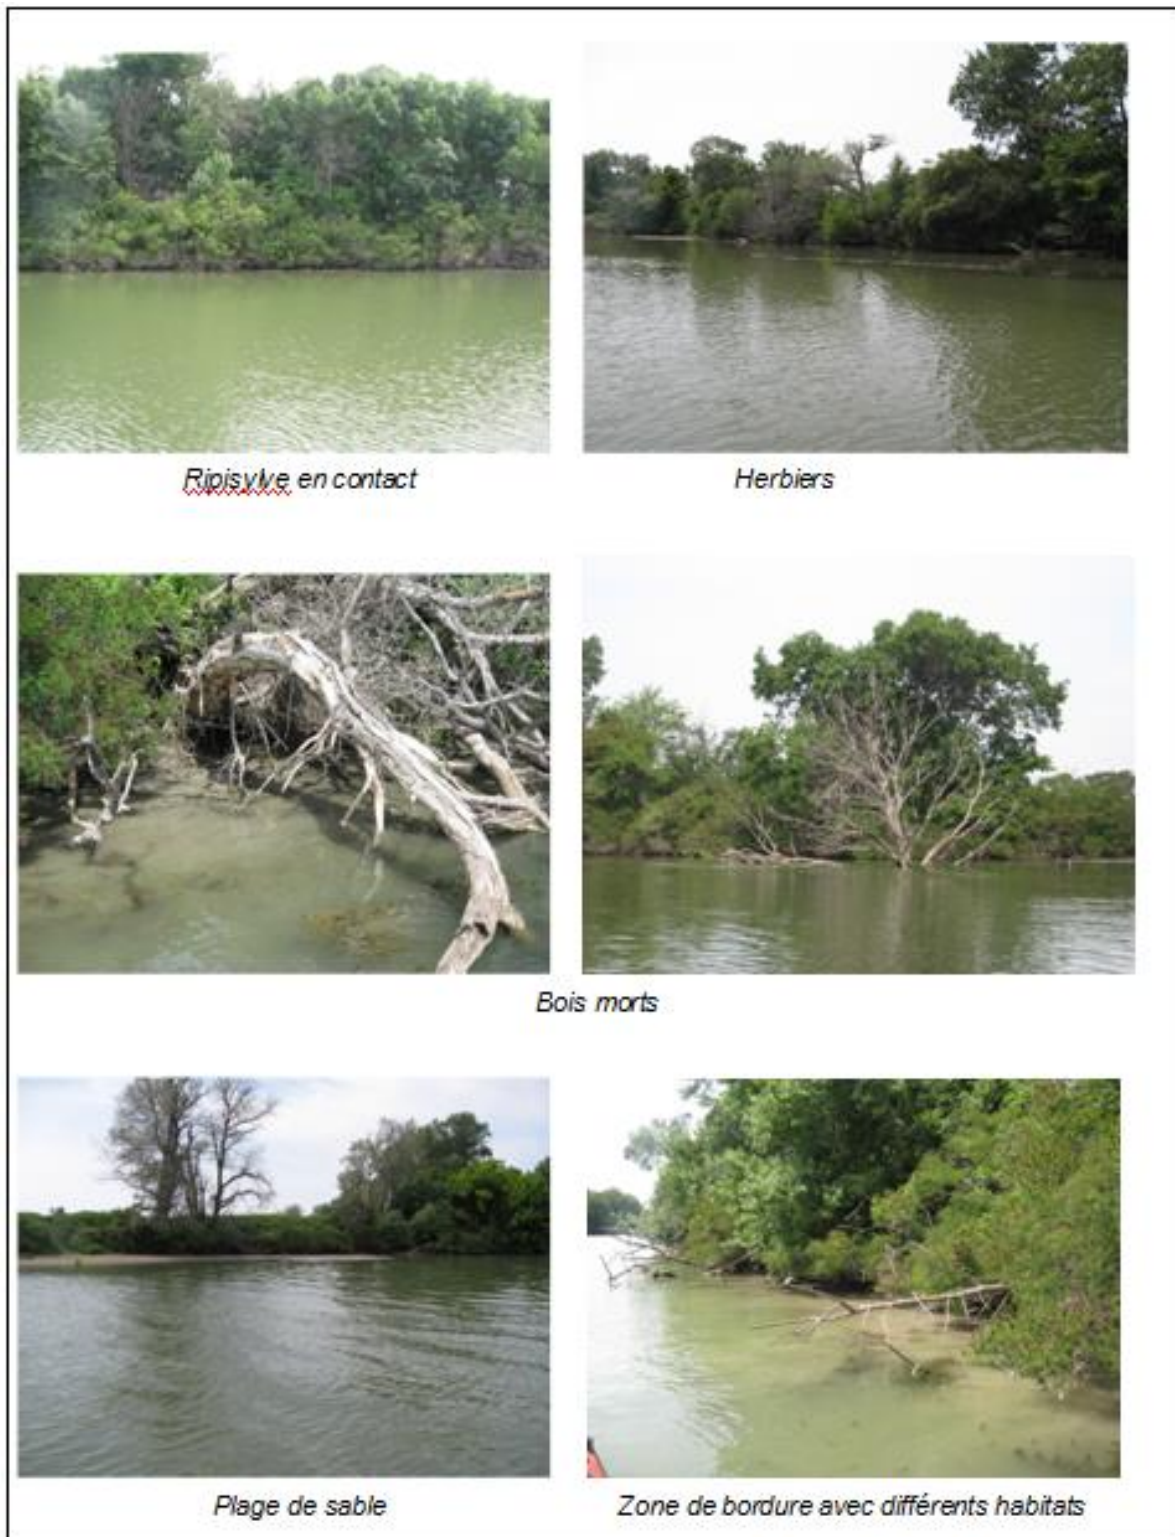 Ripisylve en contact
Herbiers
Bois morts
Plage de sable
Zone de bordure avec différents habitats